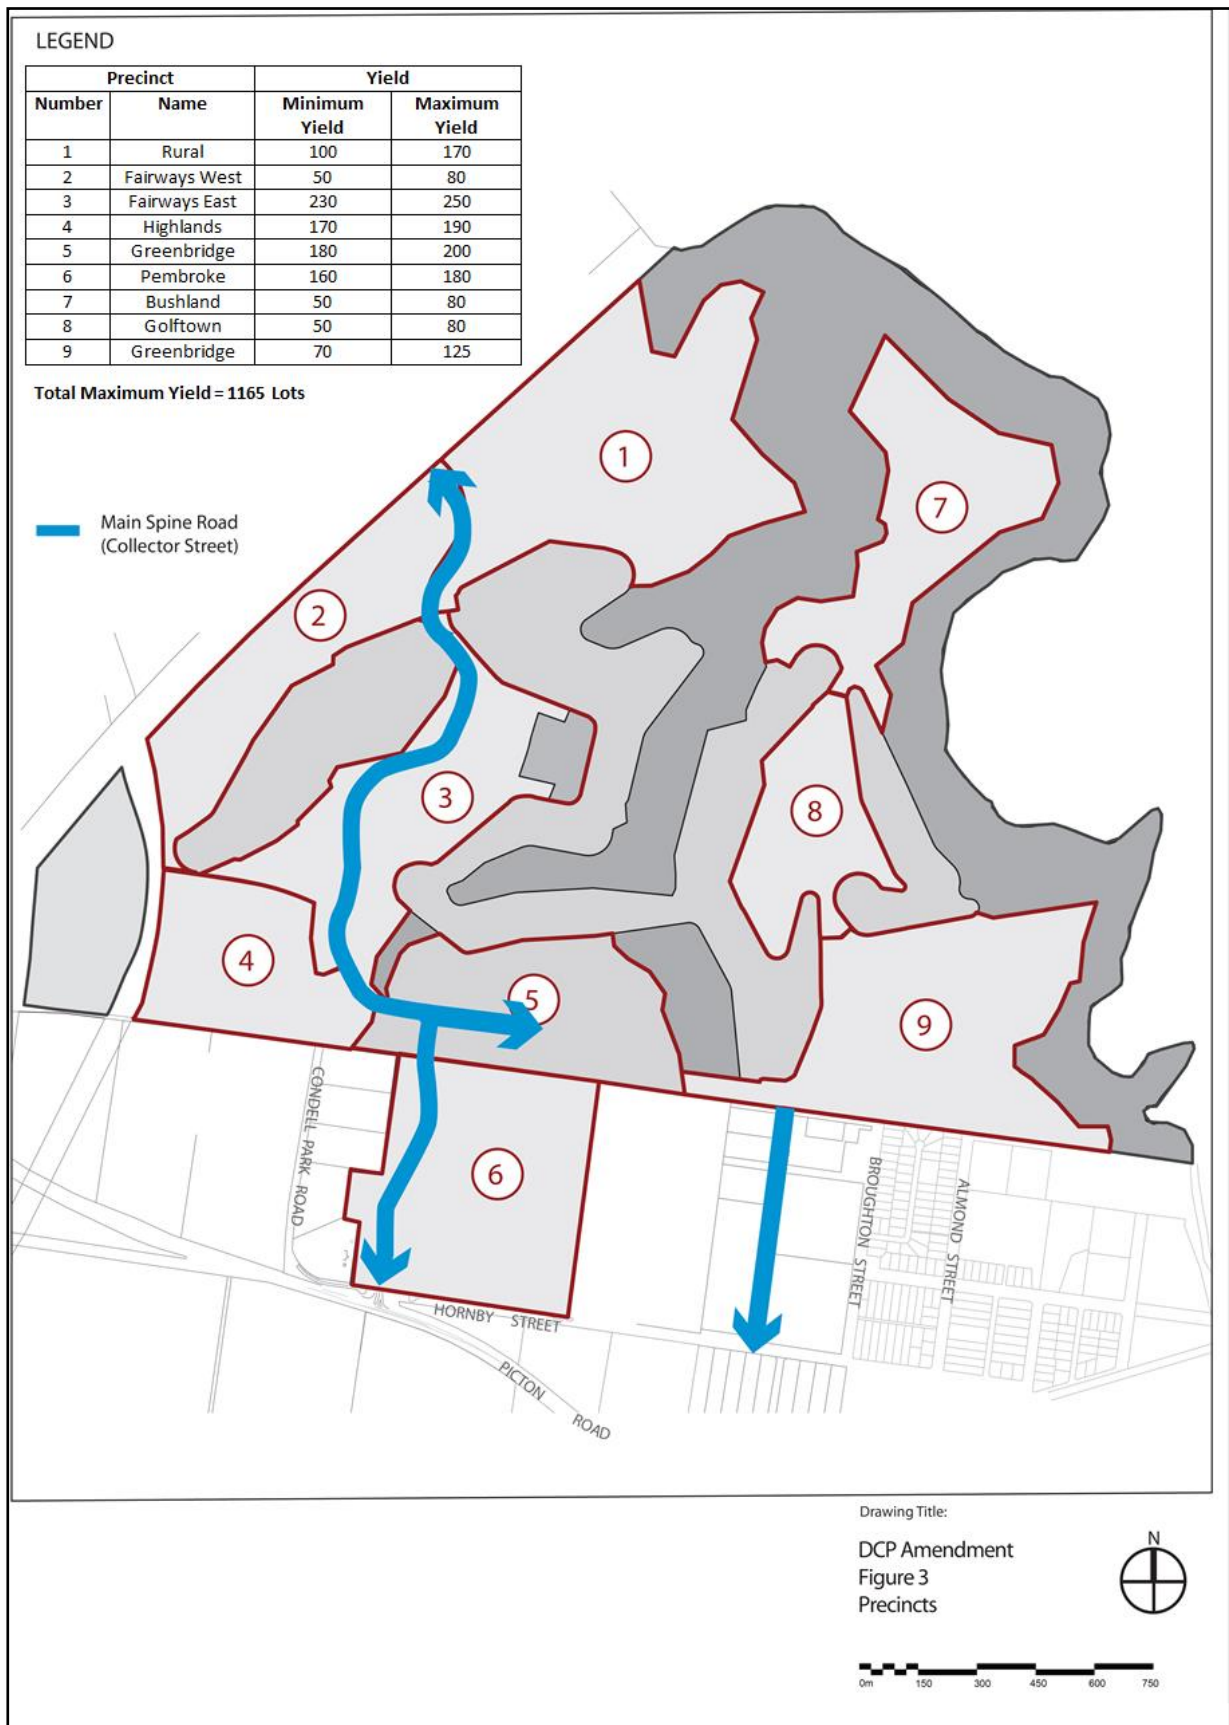 LEGEND
Precinct Yield
Number Name Minimum Yield Maximum Yield
1 Rural 100 170
2 Fairways West 50 80
3 Fairways East 230 250
4 Highlands 170 190
5 Greenbridge 180 200
6 Pembroke 160 180
7 Bushland 50 80
8 Golftown 50 80
9 Greenbridge 70 125
Total Maximum Yield = 1165 Lots
Main Spine Road
(Collector Street)
1
7
2
3
8
4
5
9
6
CONDELL PARK ROAD
BROUGHTON STREET
ALMOND STREET
HORNBY STREET
PICTON ROAD
Drawing Title:
DCP Amendment
Figure 3
Precincts
N
0m 150 300 450 600 750